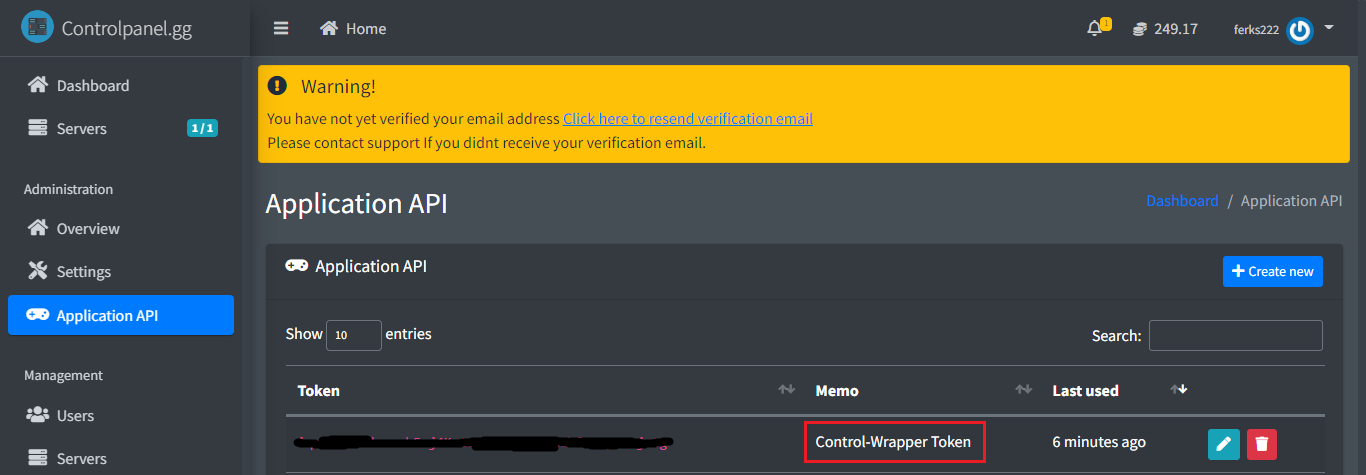 Controlpanel.gg
Home
1
249.17
ferks222
Dashboard
Servers 1 / 1
Administration
Overview
Settings
Application API
Management
Users
Servers
Warning!
You have not yet verified your email address Click here to resend verification email
Please contact support If you didnt receive your verification email.
Application API
Dashboard / Application API
Application API
Create new
Show 10 entries
Search:
Token Memo Last used
Control-Wrapper Token 6 minutes ago